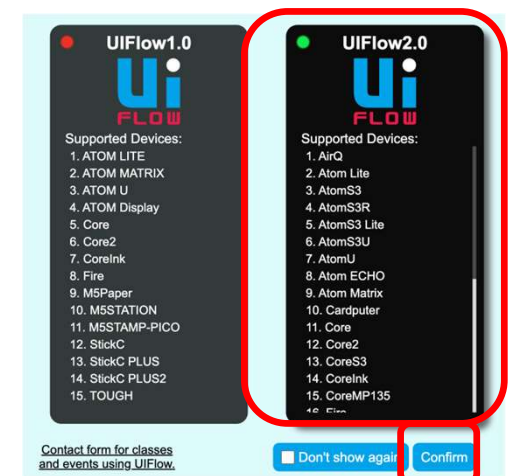 UIFlow1.0
Ui
FLOW
Supported Devices:
1. ATOM LITE
2. ATOM MATRIX
3. ATOM U
4. ATOM Display
5. Core
6. Core2
7. CoreInk
8. Fire
9. M5Paper
10. M5STATION
11. M5STAMP-PICO
12. StickC
13. StickC PLUS
14. StickC PLUS2
15. TOUGH
UIFlow2.0
Ui
FLOW
Supported Devices:
1. AirQ
2. Atom Lite
3. AtomS3
4. AtomS3R
5. AtomS3 Lite
6. AtomS3U
7. AtomU
8. Atom ECHO
9. Atom Matrix
10. Cardputer
11. Core
12. Core2
13. CoreS3
14. CoreInk
15. CoreMP135
16. Fire
Contact form for classes
and events using UIFlow.
Don't show again
Confirm